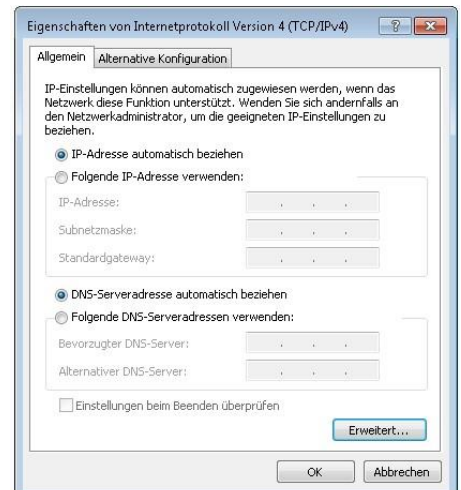 Eigenschaften von Internetprotokoll Version 4 (TCP/IPv4)
Allgemein
Alternative Konfiguration
IP-Einstellungen können automatisch zugewiesen werden, wenn das
Netzwerk diese Funktion unterstützt. Wenden Sie sich andernfalls an
den Netzwerkadministrator, um die geeigneten IP-Einstellungen zu
beziehen.
IP-Adresse automatisch beziehen
Folgende IP-Adresse verwenden:
IP-Adresse:
Subnetzmaske:
Standardgateway:
DNS-Serveradresse automatisch beziehen
Folgende DNS-Serveradressen verwenden:
Bevorzugter DNS-Server:
Alternativer DNS-Server:
Einstellungen beim Beenden überprüfen
Erweitert...
OK
Abbrechen